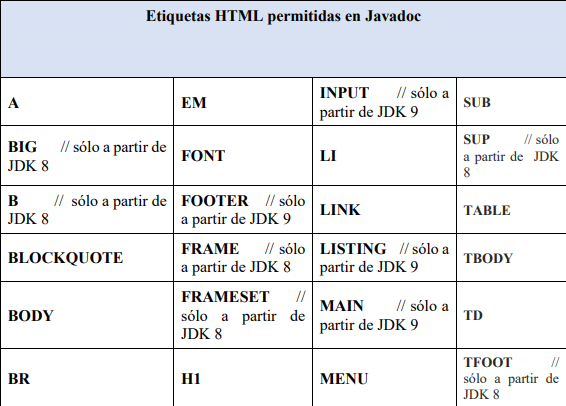 Etiquetas HTML permitidas en Javadoc
A
EM
INPUT // sólo a
partir de JDK 9
SUB
BIG // sólo a partir de
JDK 8
FONT
LI
SUP // sólo
a partir de JDK
8
B // sólo a partir de
JDK 8
FOOTER // sólo
a partir de JDK 9
LINK
TABLE
BLOCKQUOTE
FRAME // sólo
a partir de JDK 8
LISTING // sólo a
partir de JDK 9
TBODY
BODY
FRAMESET //
sólo a partir de
JDK 8
MAIN // sólo a
partir de JDK 9
TD
BR
H1
MENU
TFOOT //
sólo a partir de
JDK 8